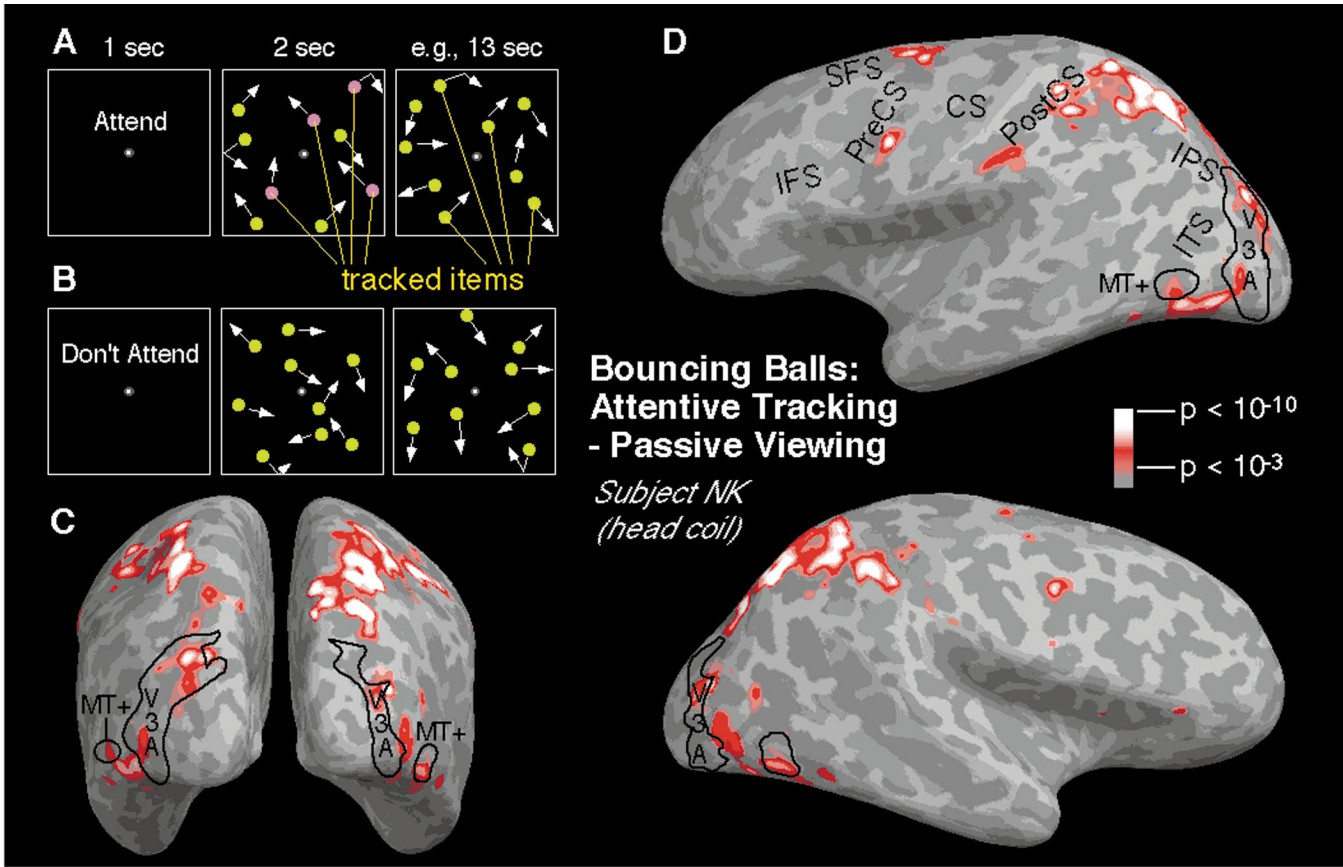 A
1 sec
2 sec
e.g., 13 sec
Attend
tracked items
B
Don't Attend
C
MT+
V
3
A
V
3
A
MT+
D
SFS
PreCS
CS
PostCS
IFS
IPS
ITS
V
3
A
MT+
Bouncing Balls:
Attentive Tracking
- Passive Viewing
Subject NK
(head coil)
p < 10-10
p < 10-3
V
3
A